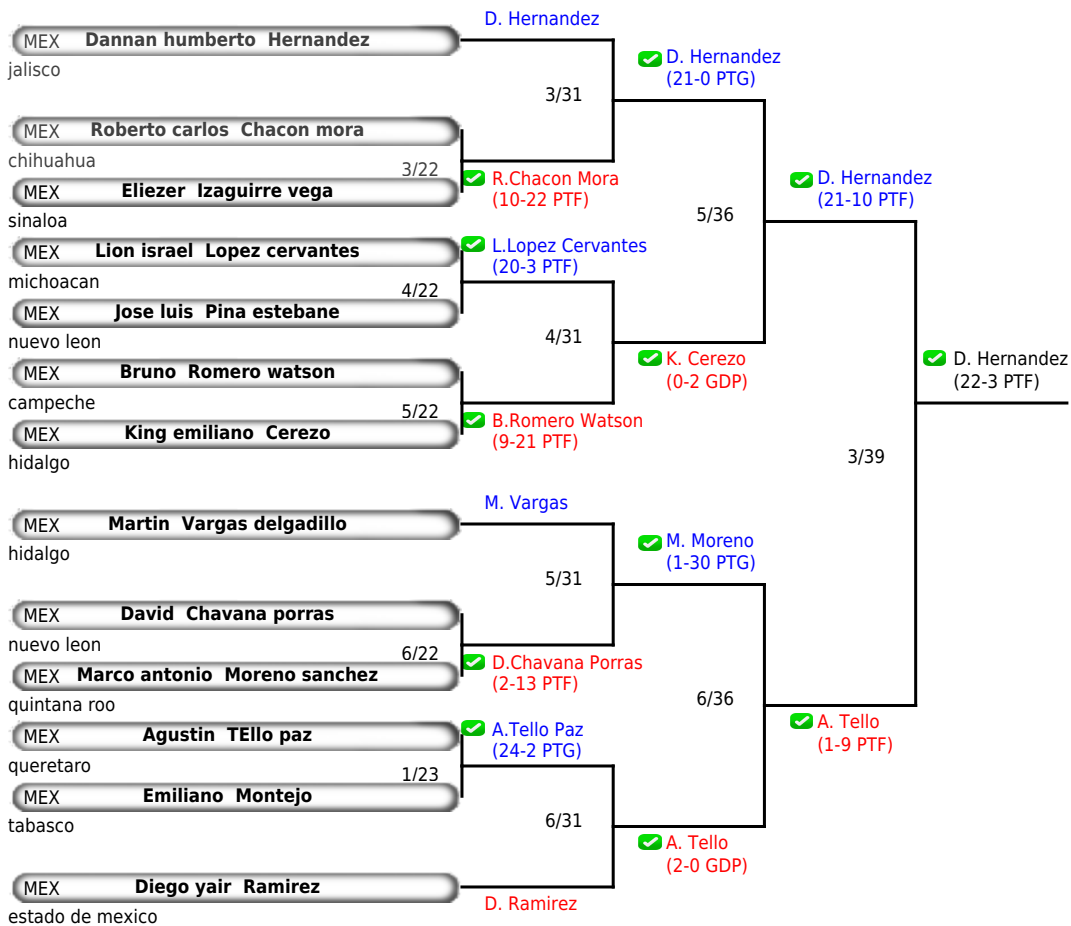 D. Hernandez
MEX Dannan humberto Hernandez
jalisco
D. Hernandez
(21-0 PTG)
3/31
MEX Roberto carlos Chacon mora
chihuahua
3/22
R.Chacon Mora
(10-22 PTF)
MEX Eliezer Izaguirre vega
sinaloa
D. Hernandez
(21-10 PTF)
5/36
MEX Lion israel Lopez cervantes
michoacan
L.Lopez Cervantes
(20-3 PTF)
4/22
MEX Jose luis Pina estebane
nuevo leon
4/31
K. Cerezo
(0-2 GDP)
D. Hernandez
(22-3 PTF)
MEX Bruno Romero watson
campeche
5/22
B.Romero Watson
(9-21 PTF)
MEX King emiliano Cerezo
hidalgo
3/39
M. Vargas
MEX Martin Vargas delgadillo
hidalgo
M. Moreno
(1-30 PTG)
5/31
MEX David Chavana porras
nuevo leon
6/22
D.Chavana Porras
(2-13 PTF)
MEX Marco antonio Moreno sanchez
quintana roo
6/36
A. Tello
(1-9 PTF)
MEX Agustin TEllo paz
queretaro
A.Tello Paz
(24-2 PTG)
1/23
MEX Emiliano Montejo
tabasco
6/31
A. Tello
(2-0 GDP)
MEX Diego yair Ramirez
estado de mexico
D. Ramirez